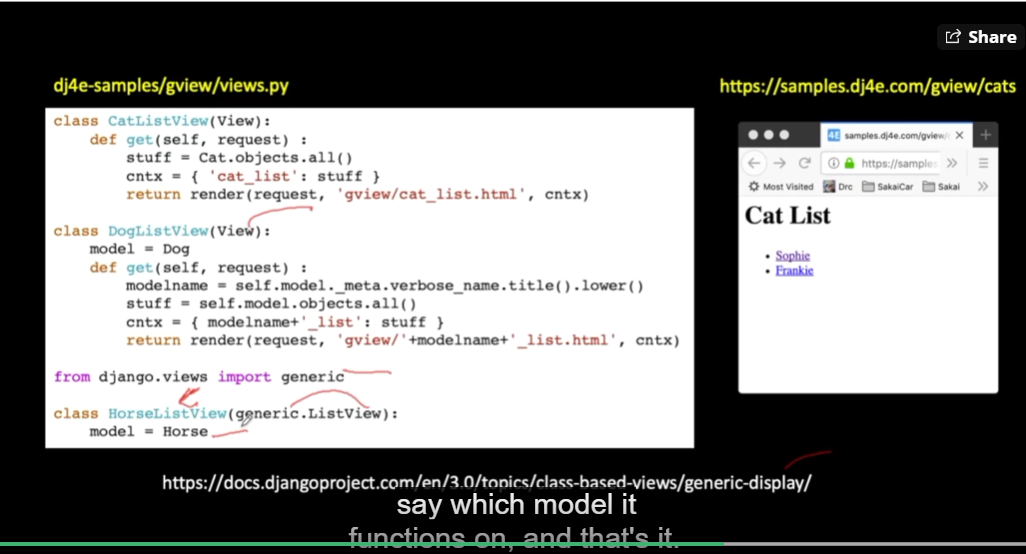 Share
dj4e-samples/gview/views.py
https://samples.dj4e.com/gview/cats
class CatListView(View):
    def get(self, request) :
        stuff = Cat.objects.all()
        cntx = { 'cat_list': stuff }
        return render(request, 'gview/cat_list.html', cntx)
class DogListView(View):
    model = Dog
    def get(self, request) :
        modelname = self.model._meta.verbose_name.title().lower()
        stuff = self.model.objects.all()
        cntx = { modelname+'_list': stuff }
        return render(request, 'gview/'+modelname+'_list.html', cntx)
from django.views import generic
class HorseListView(generic.ListView):
    model = Horse
4E samples.dj4e.com/gview/
https://samples
Most Visited Drc SakaiCar Sakai
Cat List
Sophie
Frankie
https://docs.djangoproject.com/en/3.0/topics/class-based-views/generic-display/
say which model it
functions on, and that's it.